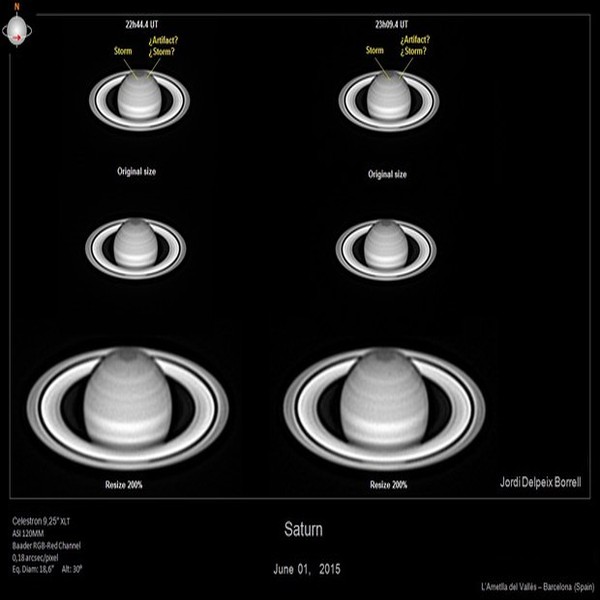 N
22h44.4 UT
23h09.4 UT
¿Artifact?
Storm ¿Storm?
¿Artifact?
Storm ¿Storm?
Original size
Original size
Resize 200%
Resize 200%
Jordi Delpeix Borrell
Celestron 9,25" XLT
ASI 120MM
Baader RGB-Red Channel
0,18 arcsec/pixel
Eq. Diam: 18,6" Alt: 30º
Saturn
June 01, 2015
L'Ametlla del Vallès – Barcelona (Spain)